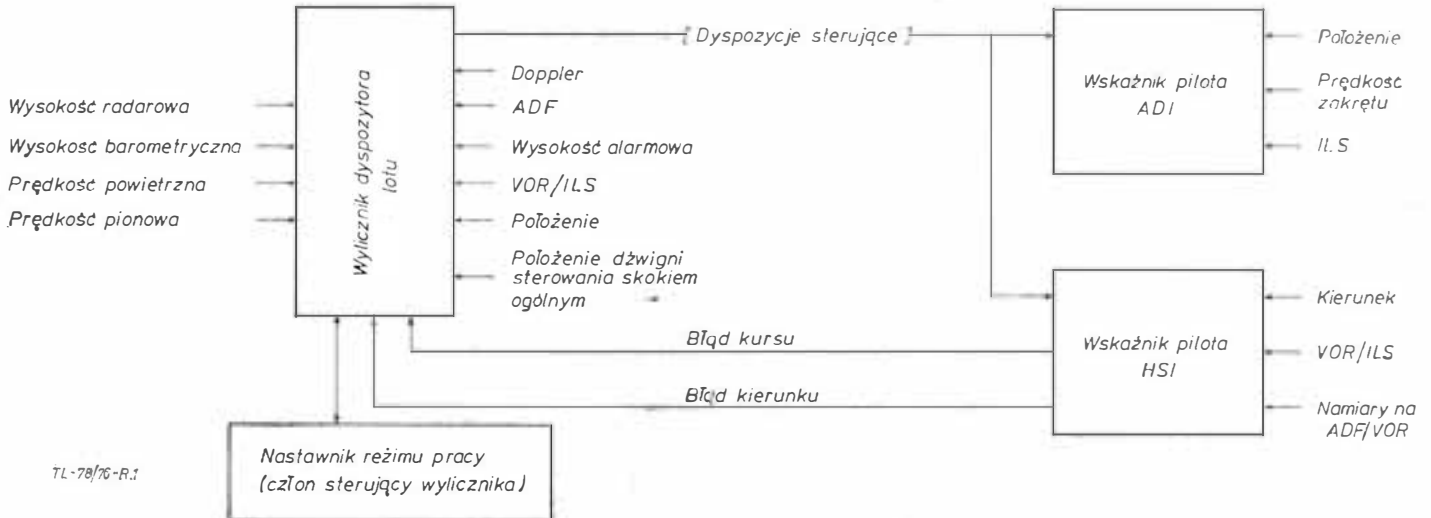 [ Dyspozycje sterujące ]
Wysokość radarowa
Wysokość barometryczna
Prędkość powietrzna
Prędkość pionowa
Wylicznik dyspozytora
lotu
Doppler
ADF
Wysokość alarmowa
VOR/ILS
Położenie
Położenie dźwigni
sterowania skokiem
ogólnym
Wskaźnik pilota
ADI
Położenie
Prędkość
zakrętu
ILS
Wskaźnik pilota
HSI
Kierunek
VOR/ILS
Namiary na
ADF/VOR
Błąd kursu
Błąd kierunku
Nastawnik reżimu pracy
(człon sterujący wylicznika)
TL-78/76-R.1